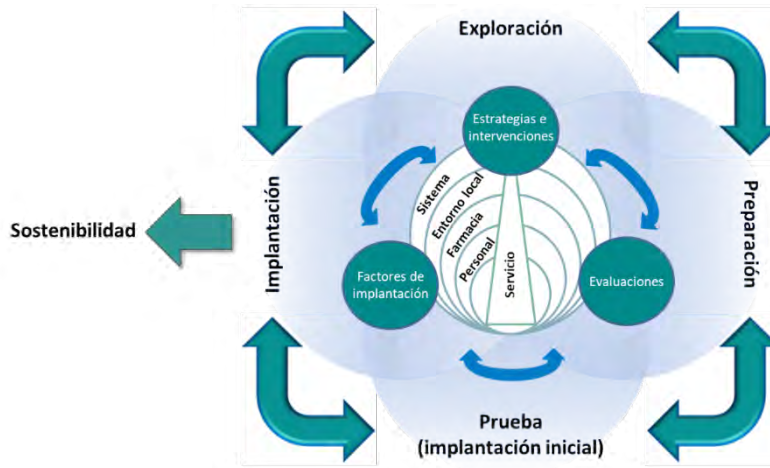 Exploración
Estrategias e
intervenciones
Sistema
Entorno local
Farmacia
Personal
Servicio
Sostenibilidad
Implantación
Preparación
Factores de
implantación
Evaluaciones
Prueba
(implantación inicial)